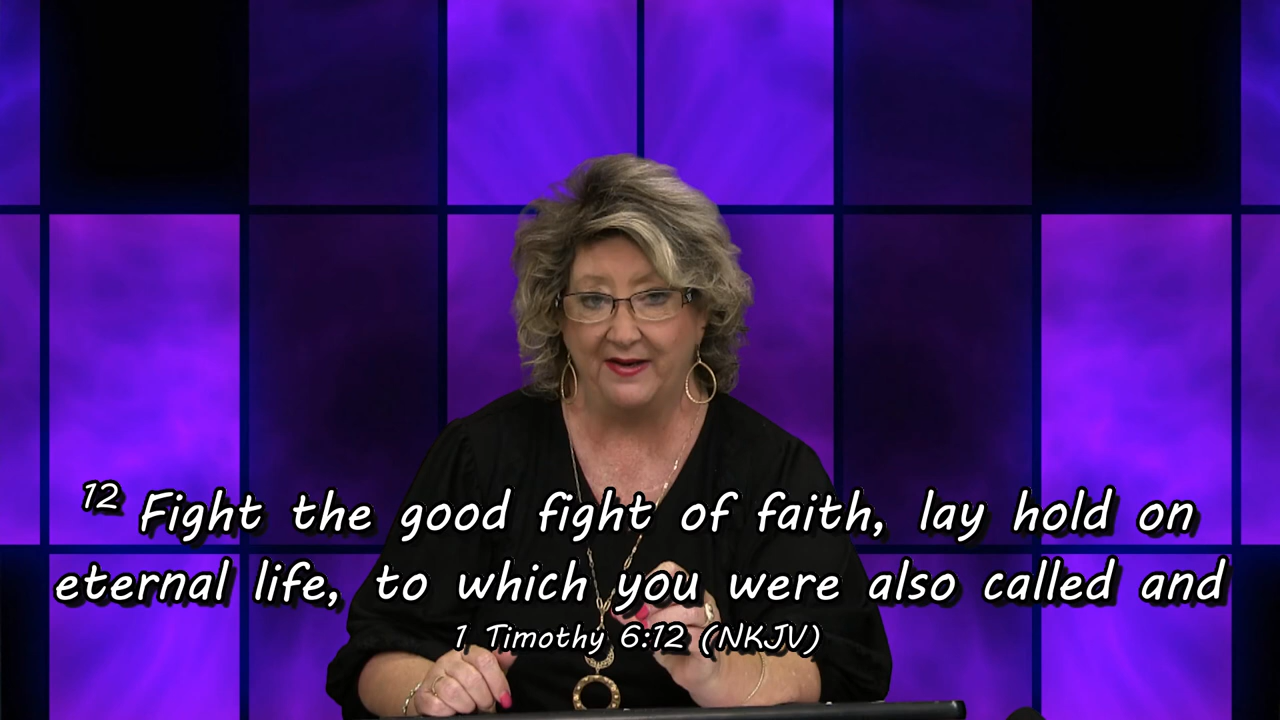 12 Fight the good fight of faith, lay hold on
eternal life, to which you were also called and
1 Timothy 6:12 (NKJV)